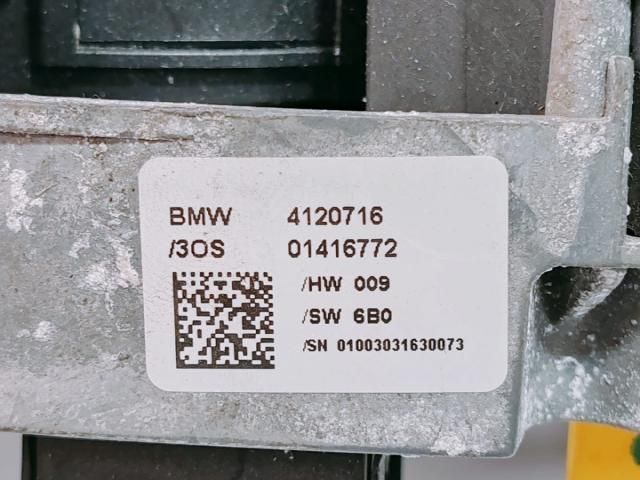 BMW 4120716
/3OS 01416772
/HW 009
/SW 6B0
/SN 01003031630073